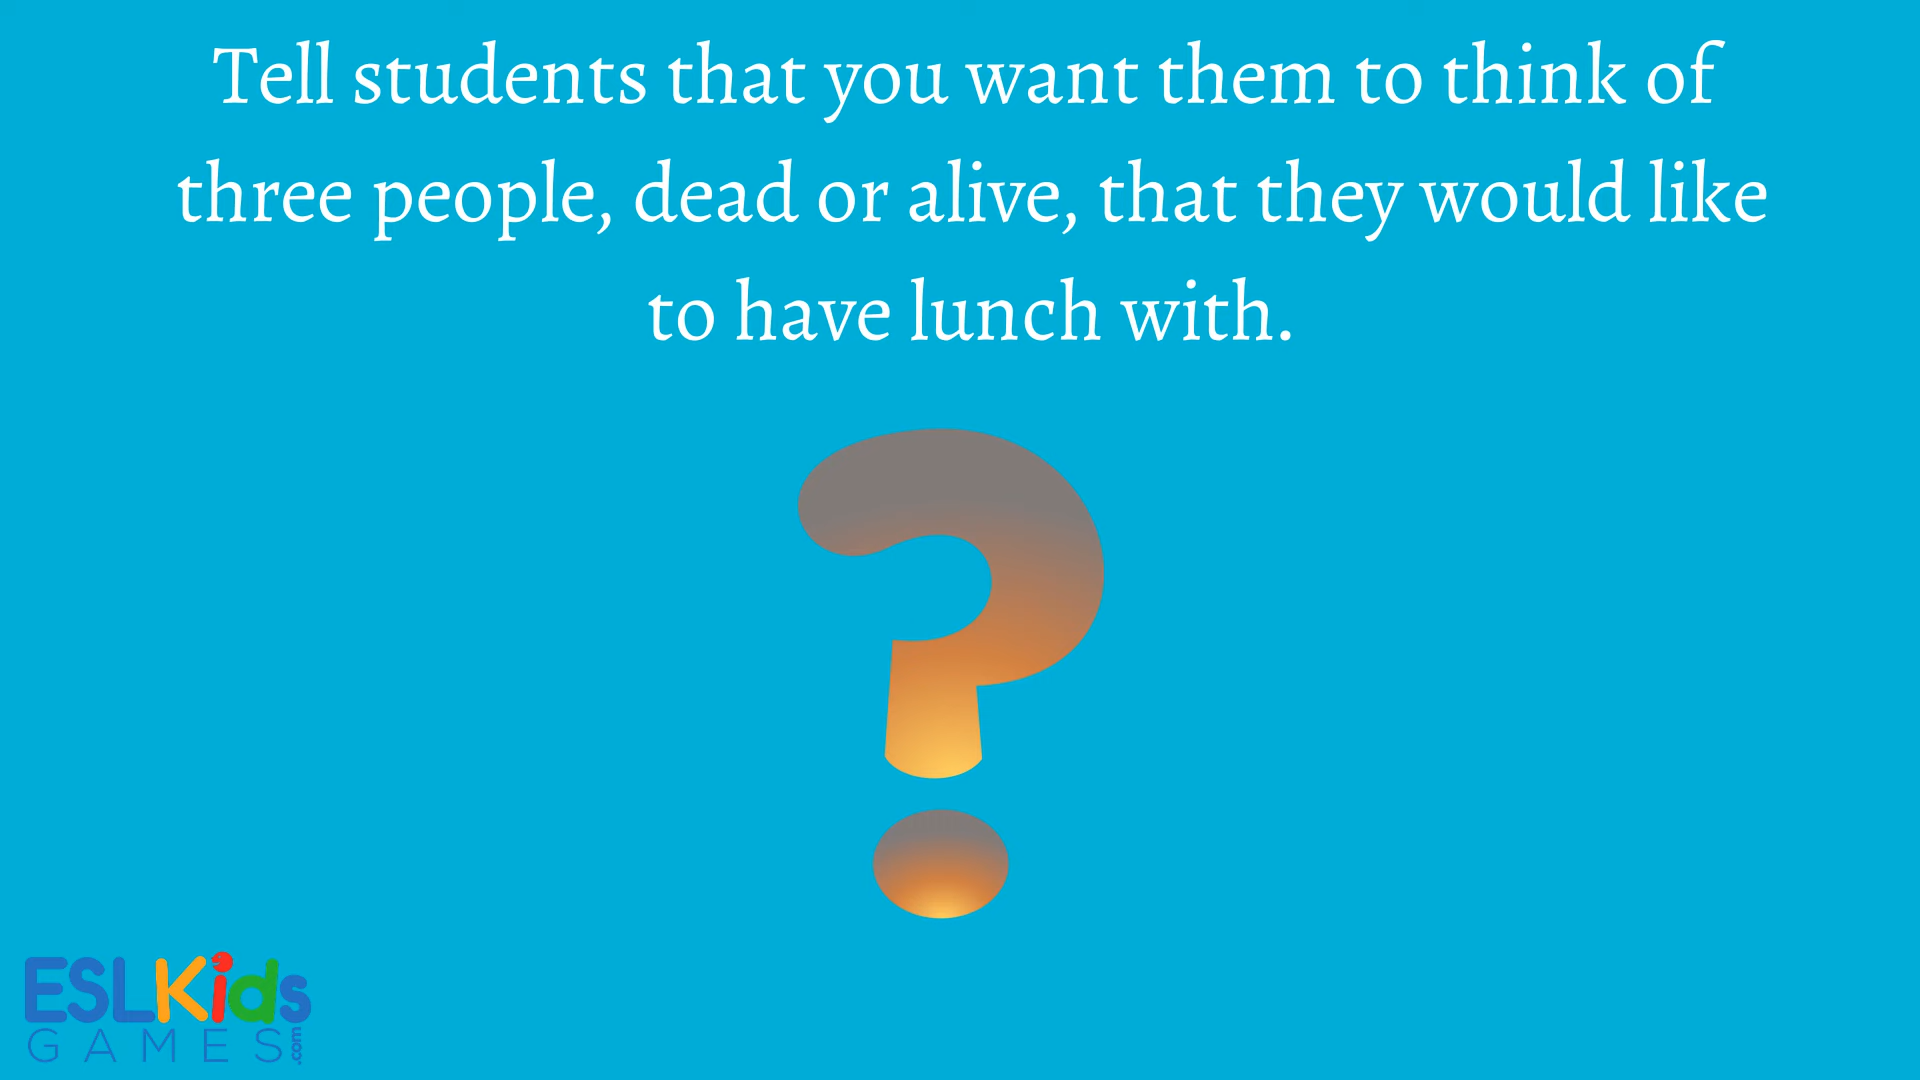 Tell students that you want them to think of
three people, dead or alive, that they would like
to have lunch with.
?
ESLKids
GAMES.com